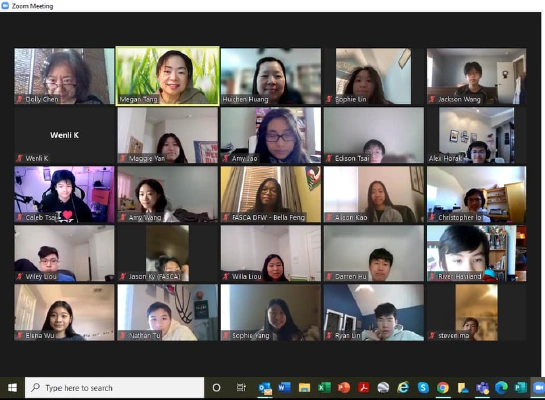 Zoom Meeting
Dolly Chen
Megan Tang
Huichen Huang
Sophie Lin
Jackson Wang
Wenli K
Wenli K
Maggie Yan
Amy Jao
Edison Tsai
Alex Horak
Caleb Tsai
Amy Wang
FASCA DFW - Bella Feng
Alison Kao
Christopher lo
Wiley Liou
Jason Ky (FASCA)
Willa Liou
Darren Hu
River Haviland
Elena Wu
Nathan Tu
Sophie Yang
Ryan Lin
steven ma
Type here to search